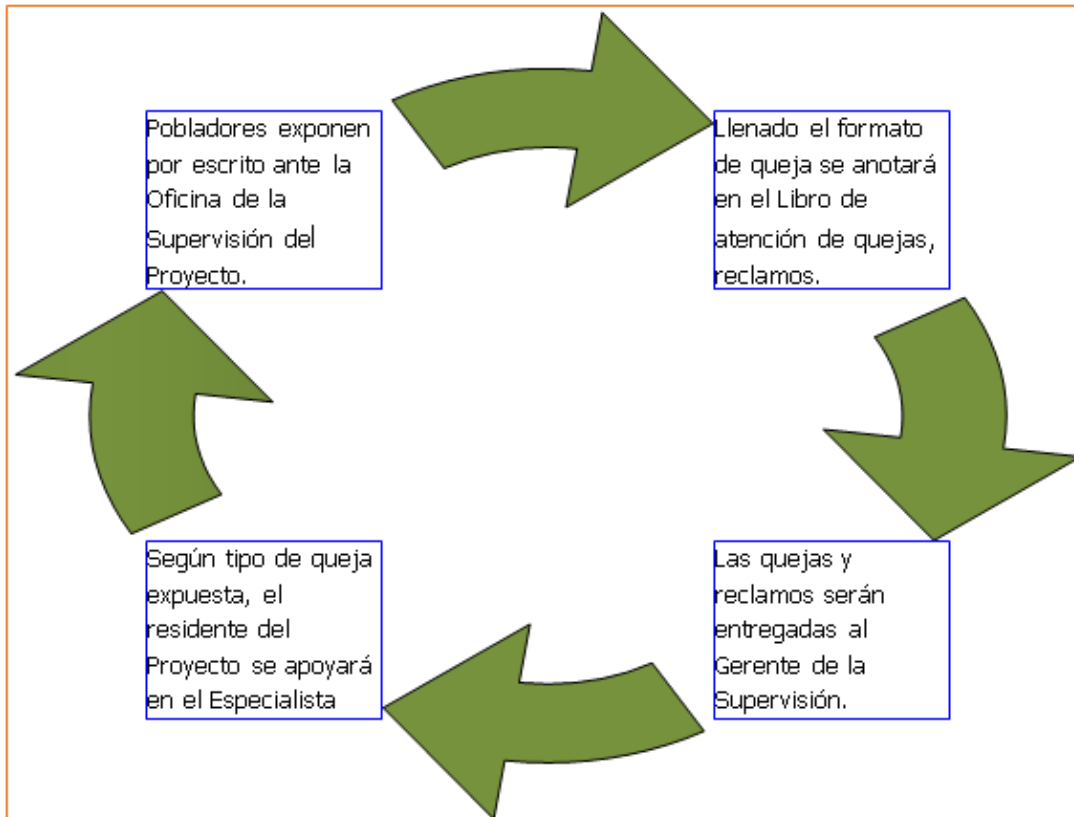 Pobladores exponen
por escrito ante la
Oficina de la
Supervisión del
Proyecto.
Llenado el formato
de queja se anotará
en el Libro de
atención de quejas,
reclamos.
Las quejas y
reclamos serán
entregadas al
Gerente de la
Supervisión.
Según tipo de queja
expuesta, el
residente del
Proyecto se apoyará
en el Especialista